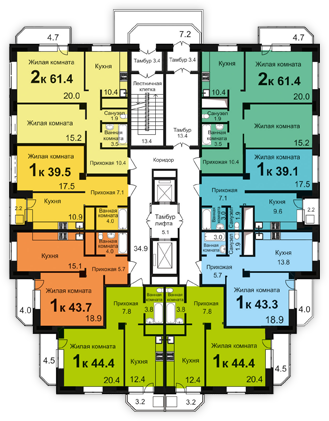 4.7
7.2
4.7
Жилая комната
2к 61.4
20.0
Кухня
10.4
Тамбур 3.4
Лестничная клетка
13.4
Тамбур 3.4
Тамбур
13.4
Кухня
10.4
Жилая комната
2к 61.4
20.0
Санузел
1.9
Ванная комната
3.5
Санузел
1.9
Ванная комната
3.5
Жилая комната
15.2
Жилая комната
15.2
Жилая комната
1к 39.5
17.5
Прихожая 10.4
Коридор
Прихожая 10.4
Жилая комната
1к 39.1
17.5
Прихожая 7.1
Прихожая
7.1
2.2
Кухня
10.9
Ванная комната
4.0
Тамбур лифта
5.1
Кухня
9.6
2.2
Ванная комната
4.0
34.9
3.0
1.9
1.9
Кухня
15.1
Прихожая 5.7
Прихожая
5.7
Кухня
13.8
Жилая комната
1к 43.7
18.9
4.0
Прихожая
7.8
Ванная комната
3.8
Ванная комната
3.8
Прихожая
7.8
Жилая комната
1к 43.3
18.9
4.0
4.5
Жилая комната
1к 44.4
20.4
Кухня
12.4
Кухня
12.4
Жилая комната
1к 44.4
20.4
4.5
3.2
3.2